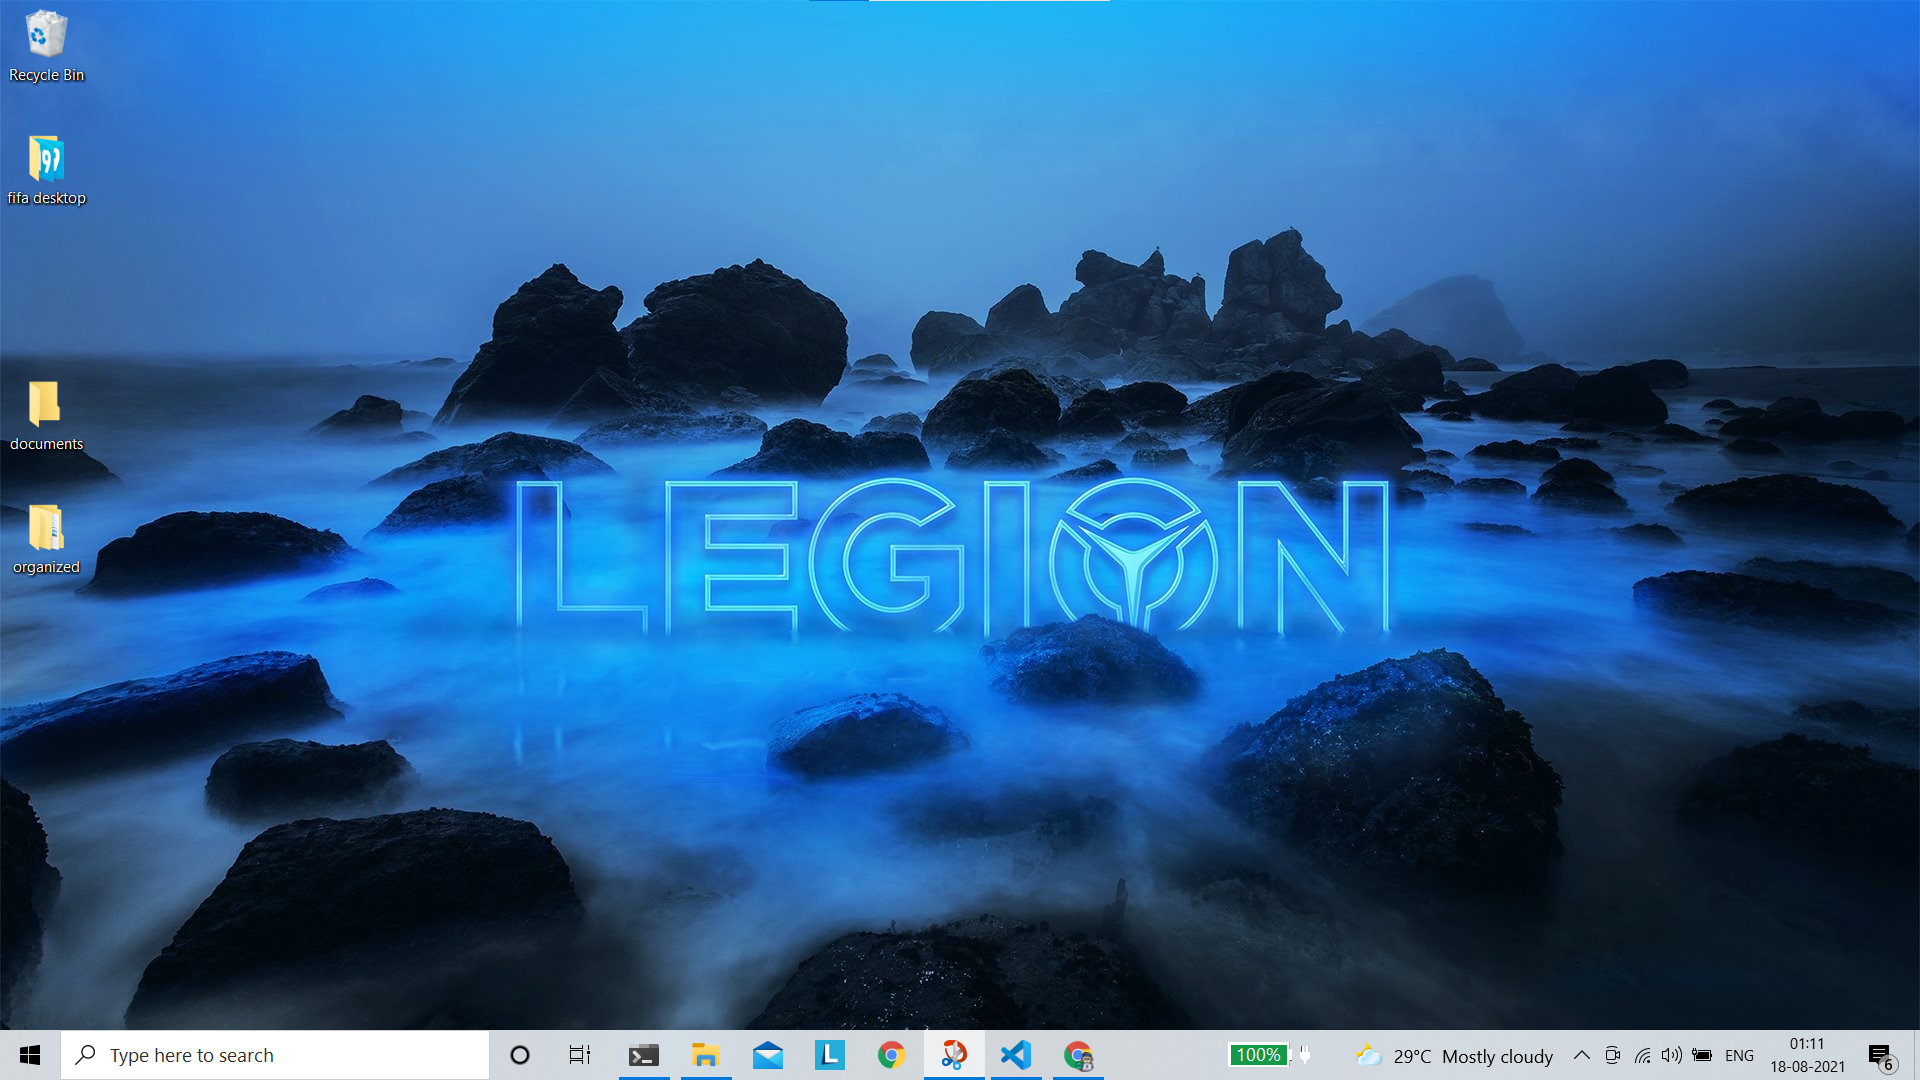 Recycle Bin
fifa desktop
documents
organized
LEGION
Type here to search
L
100%
29°C Mostly cloudy
ENG
01:11
18-08-2021
6